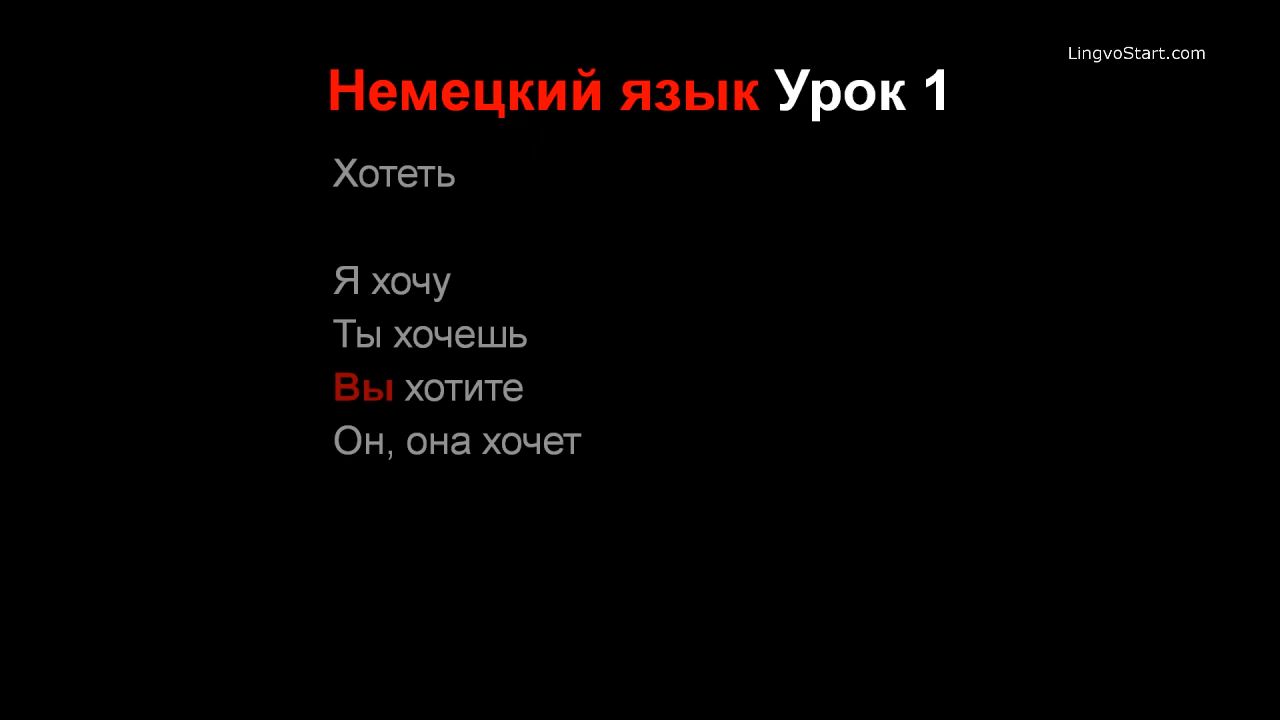 LingvoStart.com
Немецкий язык Урок 1
Хотеть
Я хочу
Ты хочешь
Вы хотите
Он, она хочет